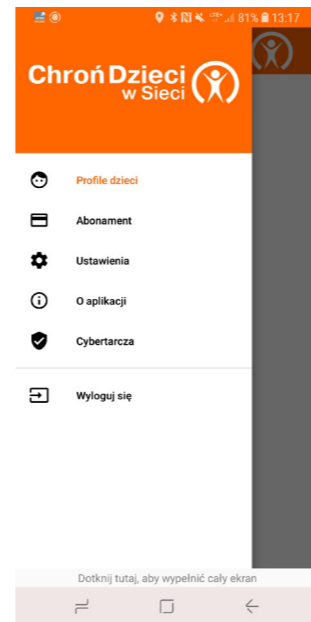 81% 13:17
Chroń Dzieci
w Sieci
Profile dzieci
Abonament
Ustawienia
O aplikacji
Cybertarcza
Wyloguj się
Dotknij tutaj, aby wypełnić cały ekran